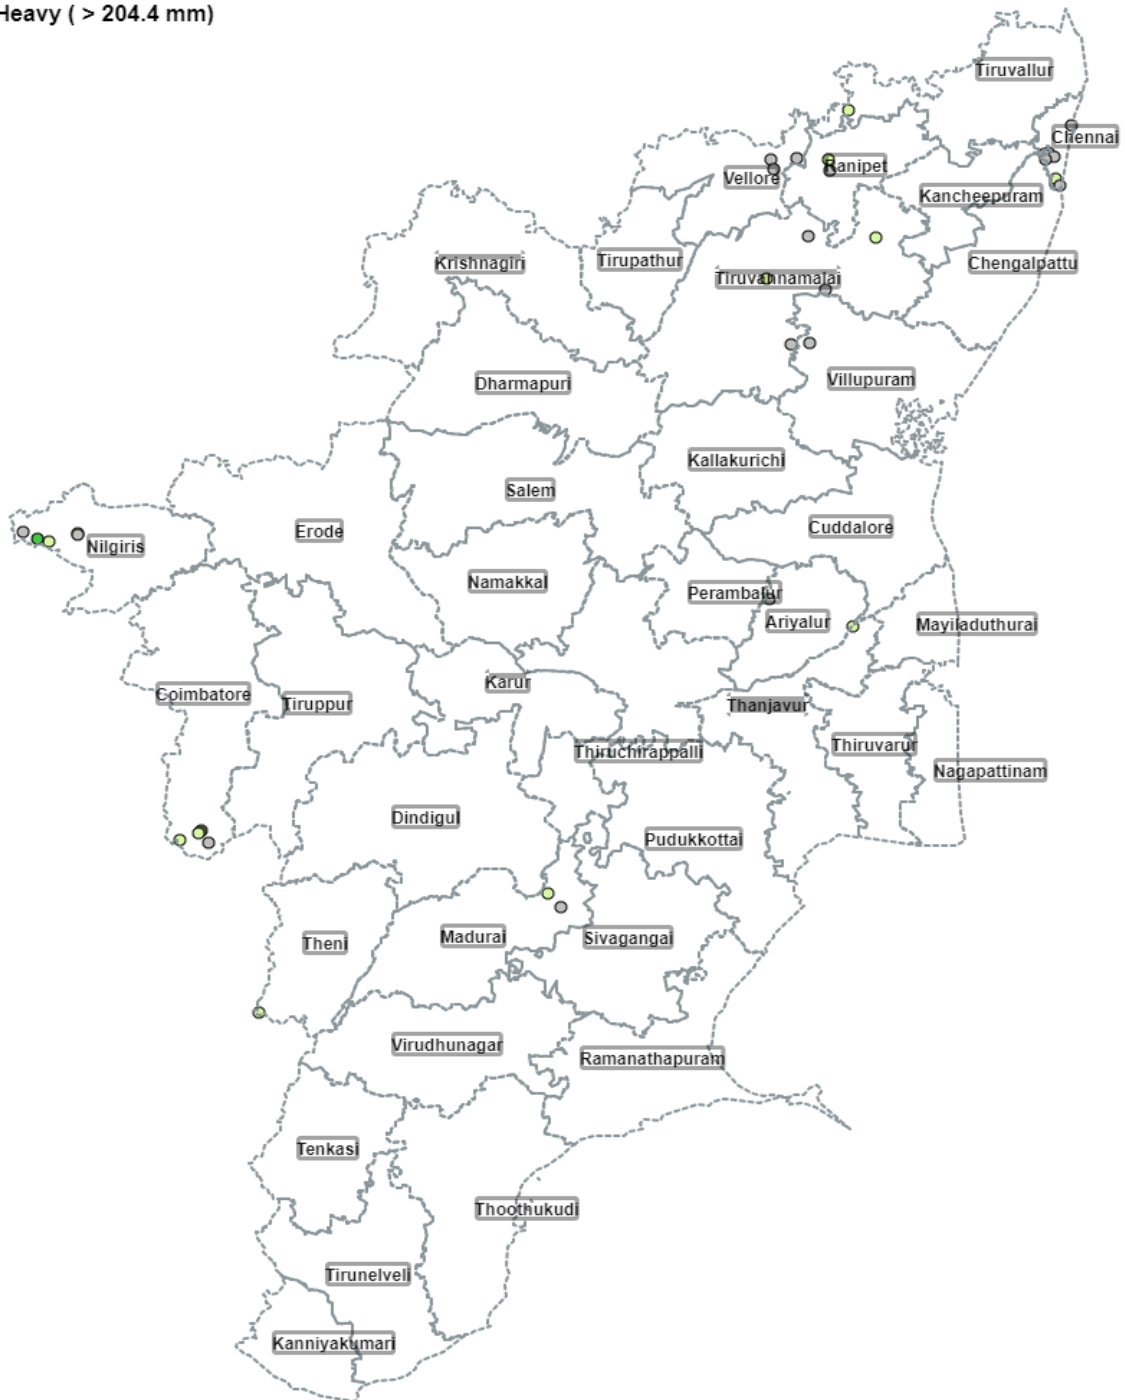 Heavy ( > 204.4 mm)
Tiruvallur
Chennai
Ranipet
Vellore
Kancheepuram
Tirupathur
Krishnagiri
Chengalpattu
Tiruvannamalai
Villupuram
Dharmapuri
Kallakurichi
Salem
Cuddalore
Erode
Nilgiris
Namakkal
Perambalur
Ariyalur
Mayiladuthurai
Karur
Coimbatore
Tiruppur
Thanjavur
Thiruvarur
Thiruchirappalli
Nagapattinam
Dindigul
Pudukkottai
Madurai
Sivagangai
Theni
Virudhunagar
Ramanathapuram
Tenkasi
Thoothukudi
Tirunelveli
Kanniyakumari